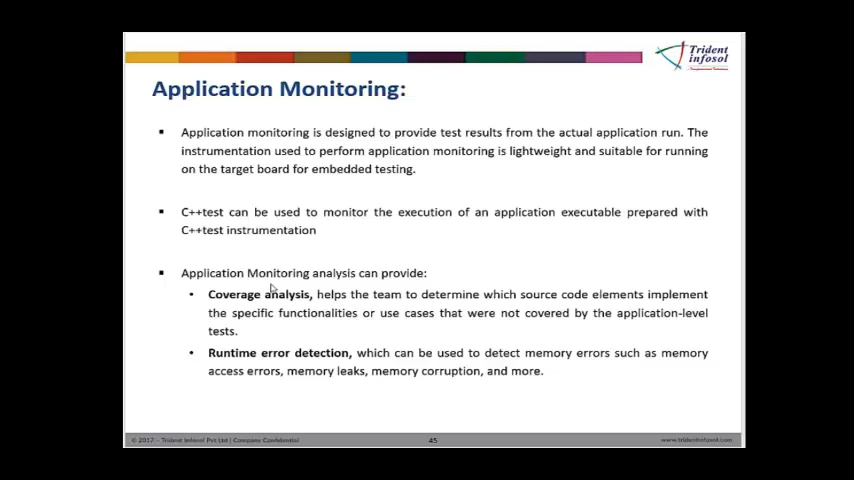 Trident
infosol
Application Monitoring:
▪ Application monitoring is designed to provide test results from the actual application run. The
instrumentation used to perform application monitoring is lightweight and suitable for running
on the target board for embedded testing.
▪ C++test can be used to monitor the execution of an application executable prepared with
C++test instrumentation
▪ Application Monitoring analysis can provide:
• Coverage analysis, helps the team to determine which source code elements implement
the specific functionalities or use cases that were not covered by the application-level
tests.
• Runtime error detection, which can be used to detect memory errors such as memory
access errors, memory leaks, memory corruption, and more.
© 2017 – Trident Infosol Pvt Ltd | Company Confidential 45 www.tridentinfosol.com